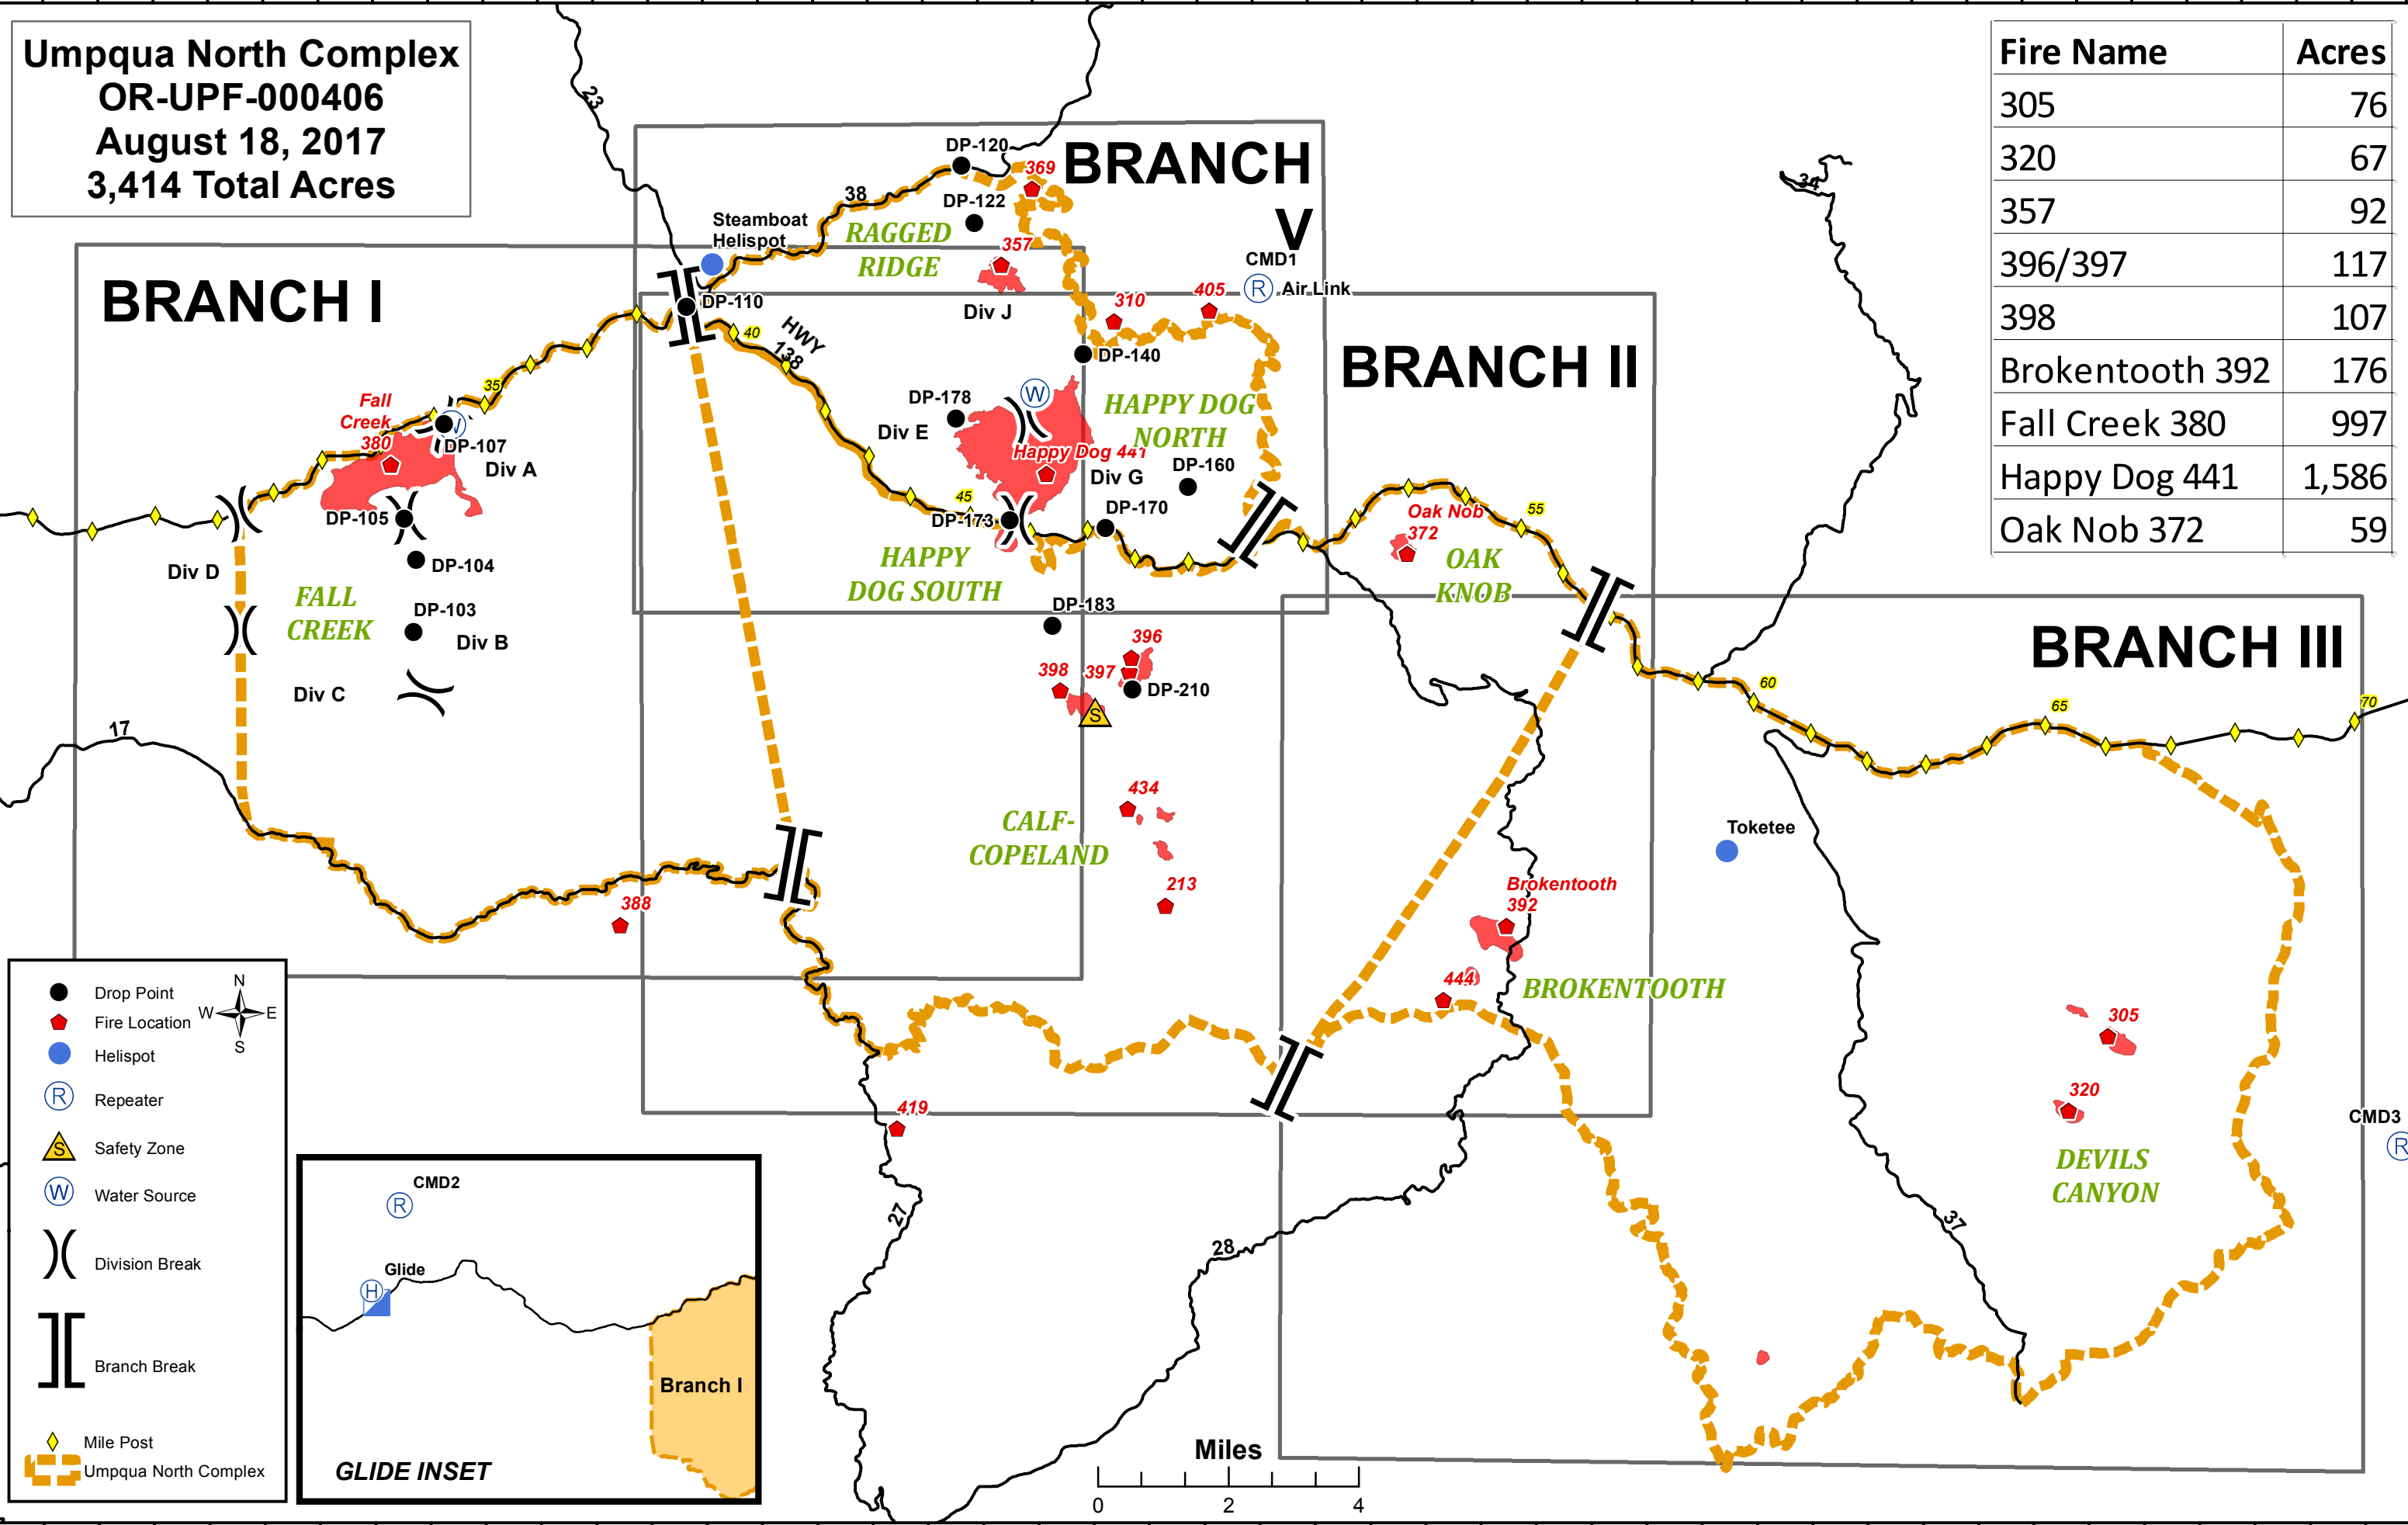 Umpqua North Complex
OR-UPF-000406
August 18, 2017
3,414 Total Acres
Fire Name Acres
305 76
320 67
357 92
396/397 117
398 107
Brokentooth 392 176
Fall Creek 380 997
Happy Dog 441 1,586
Oak Nob 372 59
23
DP-120
369
BRANCH
V
38
DP-122
34
Steamboat
Helispot
RAGGED
RIDGE
357
CMD1
R
Air Link
BRANCH I
DP-110
Div J
310
405
40
HWY
138
DP-140
BRANCH II
35
Fall
Creek
380
W
DP-107
Div A
DP-178
W
Div E
HAPPY DOG
NORTH
Happy Dog 441
Div G
DP-160
45
DP-105
DP-173
DP-170
Oak Nob
372
55
Div D
DP-104
HAPPY
DOG SOUTH
OAK
KNOB
FALL
CREEK
DP-103
Div B
DP-183
396
BRANCH III
398
397
DP-210
S
Div C
60
65
70
17
434
Toketee
CALF-
COPELAND
213
Brokentooth
392
388
444
BROKENTOOTH
305
320
CMD3
R
419
DEVILS
CANYON
27
28
37
N
W E
S
Drop Point
Fire Location
Helispot
R Repeater
S Safety Zone
W Water Source
Division Break
Branch Break
Mile Post
Umpqua North Complex
CMD2
R
Glide
H
Branch I
GLIDE INSET
Miles
0 2 4